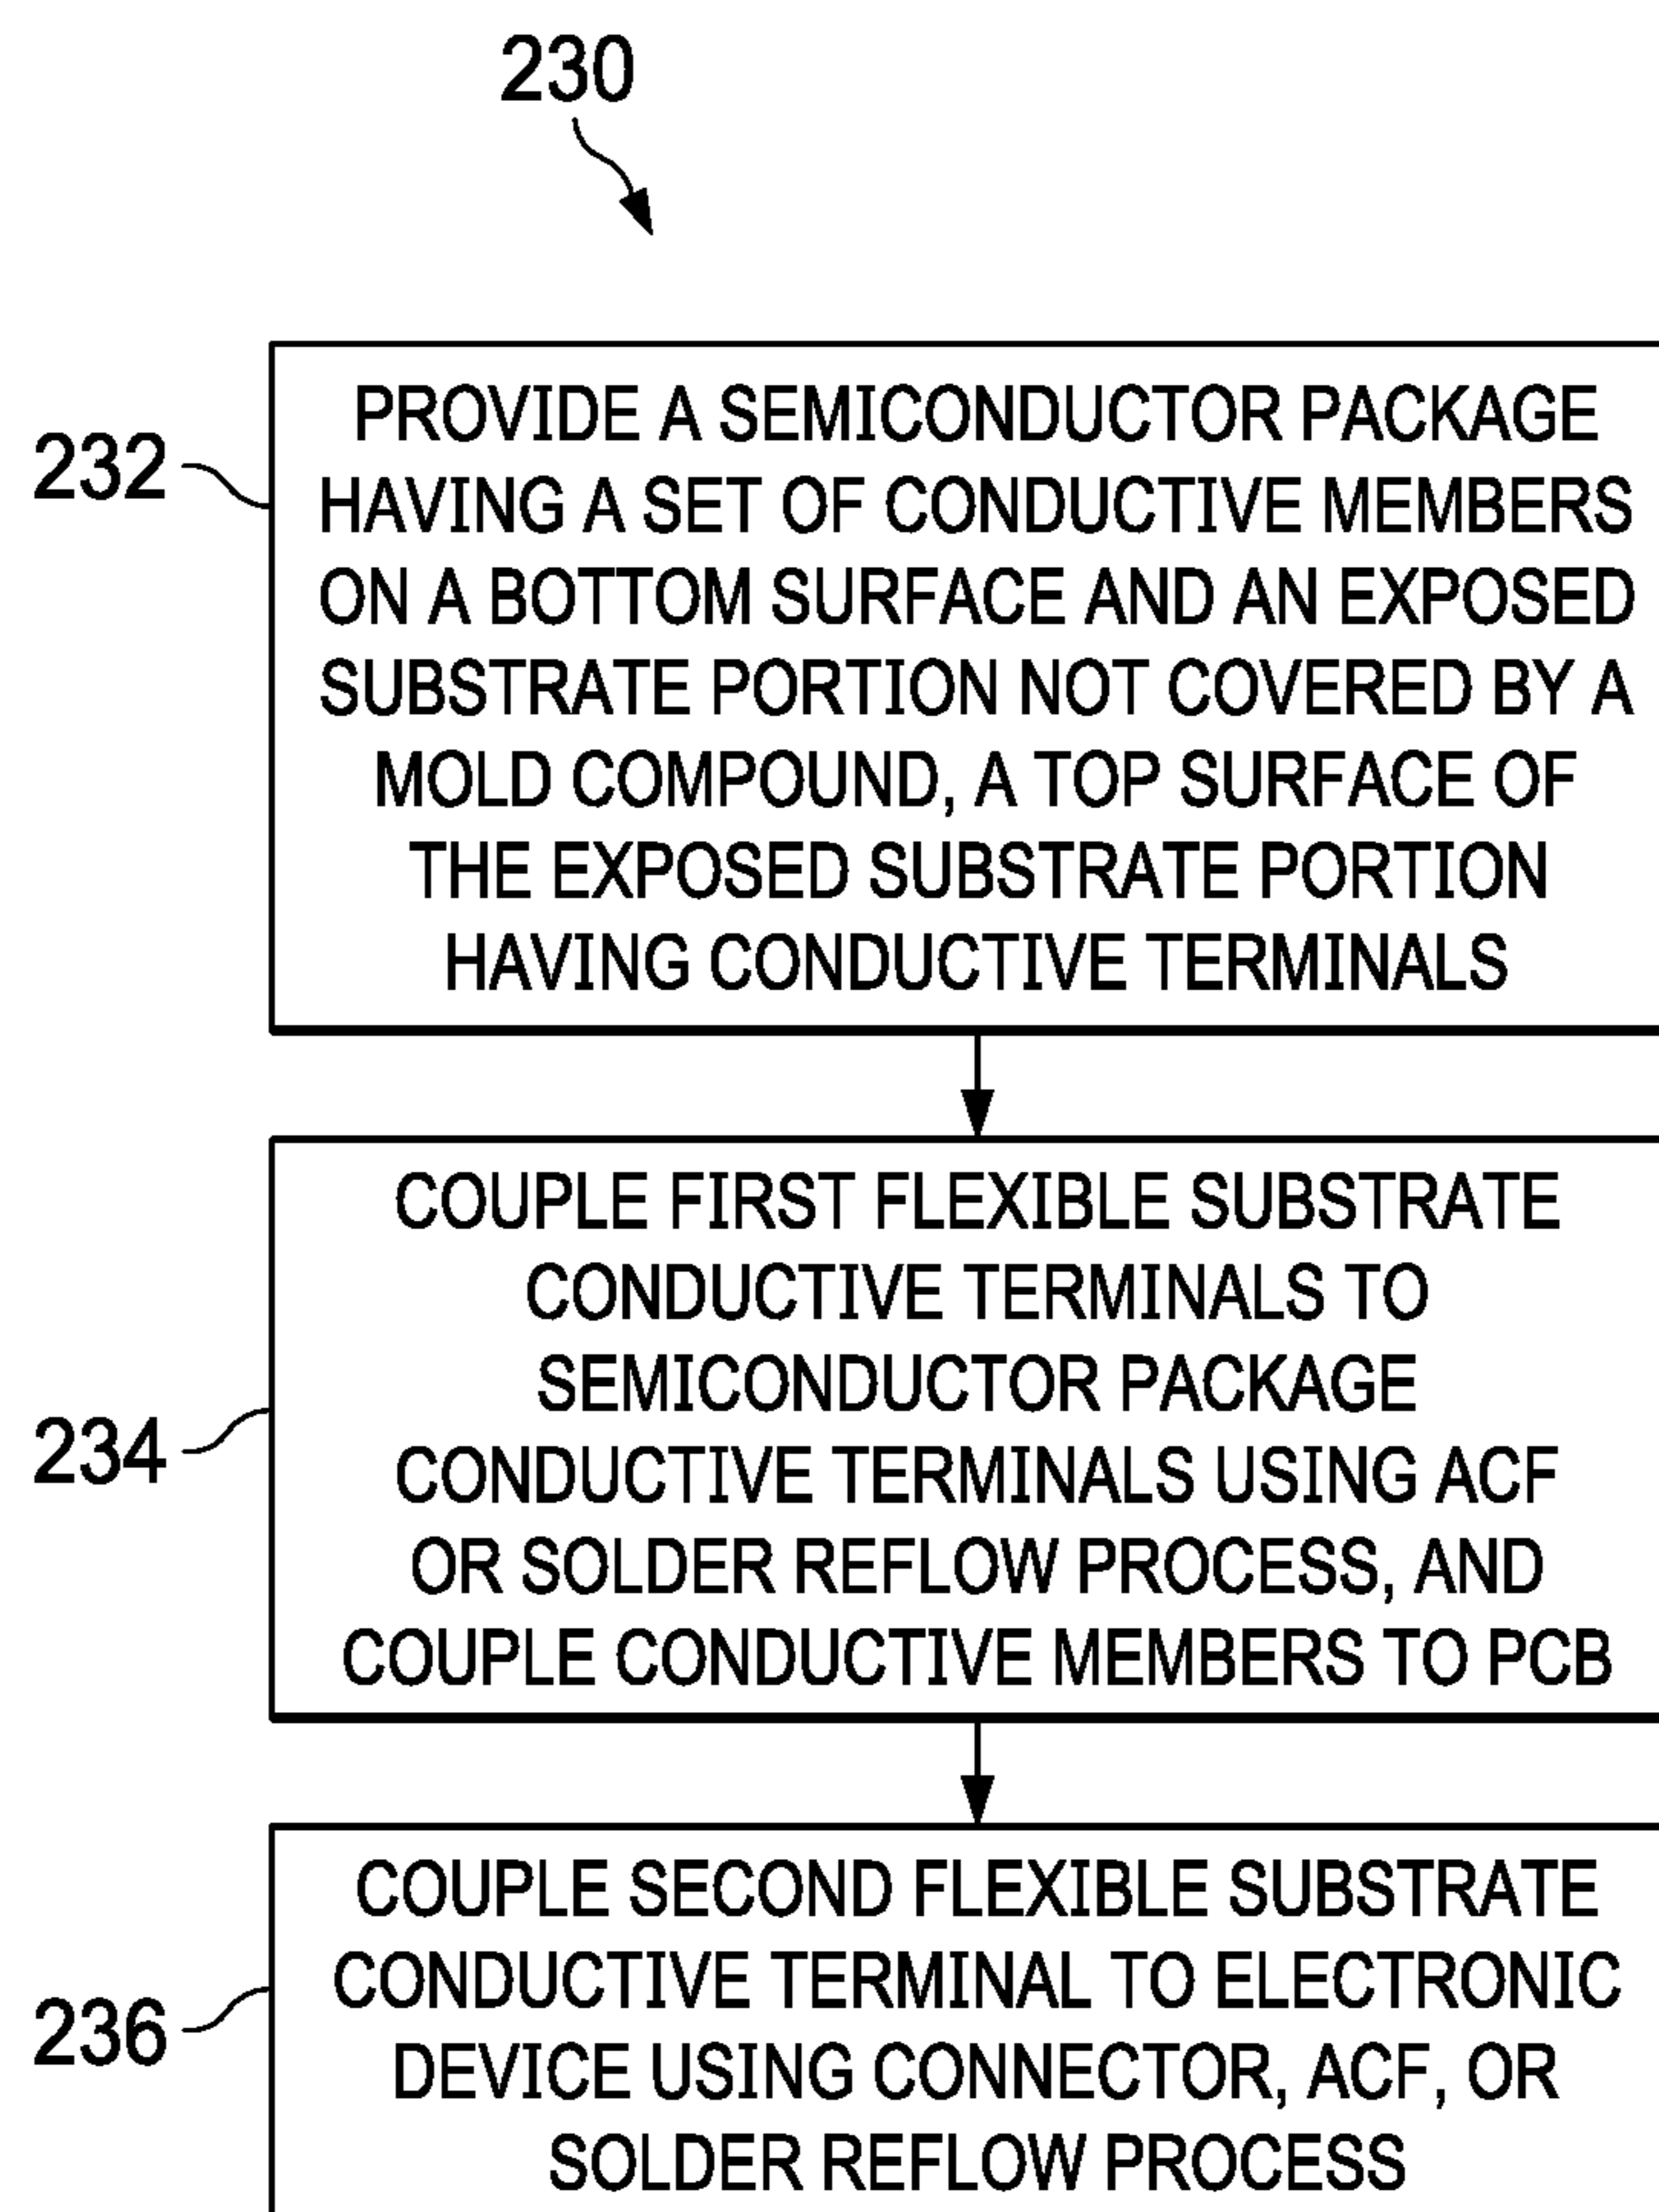 230
232
PROVIDE A SEMICONDUCTOR PACKAGE
HAVING A SET OF CONDUCTIVE MEMBERS
ON A BOTTOM SURFACE AND AN EXPOSED
SUBSTRATE PORTION NOT COVERED BY A
MOLD COMPOUND, A TOP SURFACE OF
THE EXPOSED SUBSTRATE PORTION
HAVING CONDUCTIVE TERMINALS
234
COUPLE FIRST FLEXIBLE SUBSTRATE
CONDUCTIVE TERMINALS TO
SEMICONDUCTOR PACKAGE
CONDUCTIVE TERMINALS USING ACF
OR SOLDER REFLOW PROCESS, AND
COUPLE CONDUCTIVE MEMBERS TO PCB
236
COUPLE SECOND FLEXIBLE SUBSTRATE
CONDUCTIVE TERMINAL TO ELECTRONIC
DEVICE USING CONNECTOR, ACF, OR
SOLDER REFLOW PROCESS